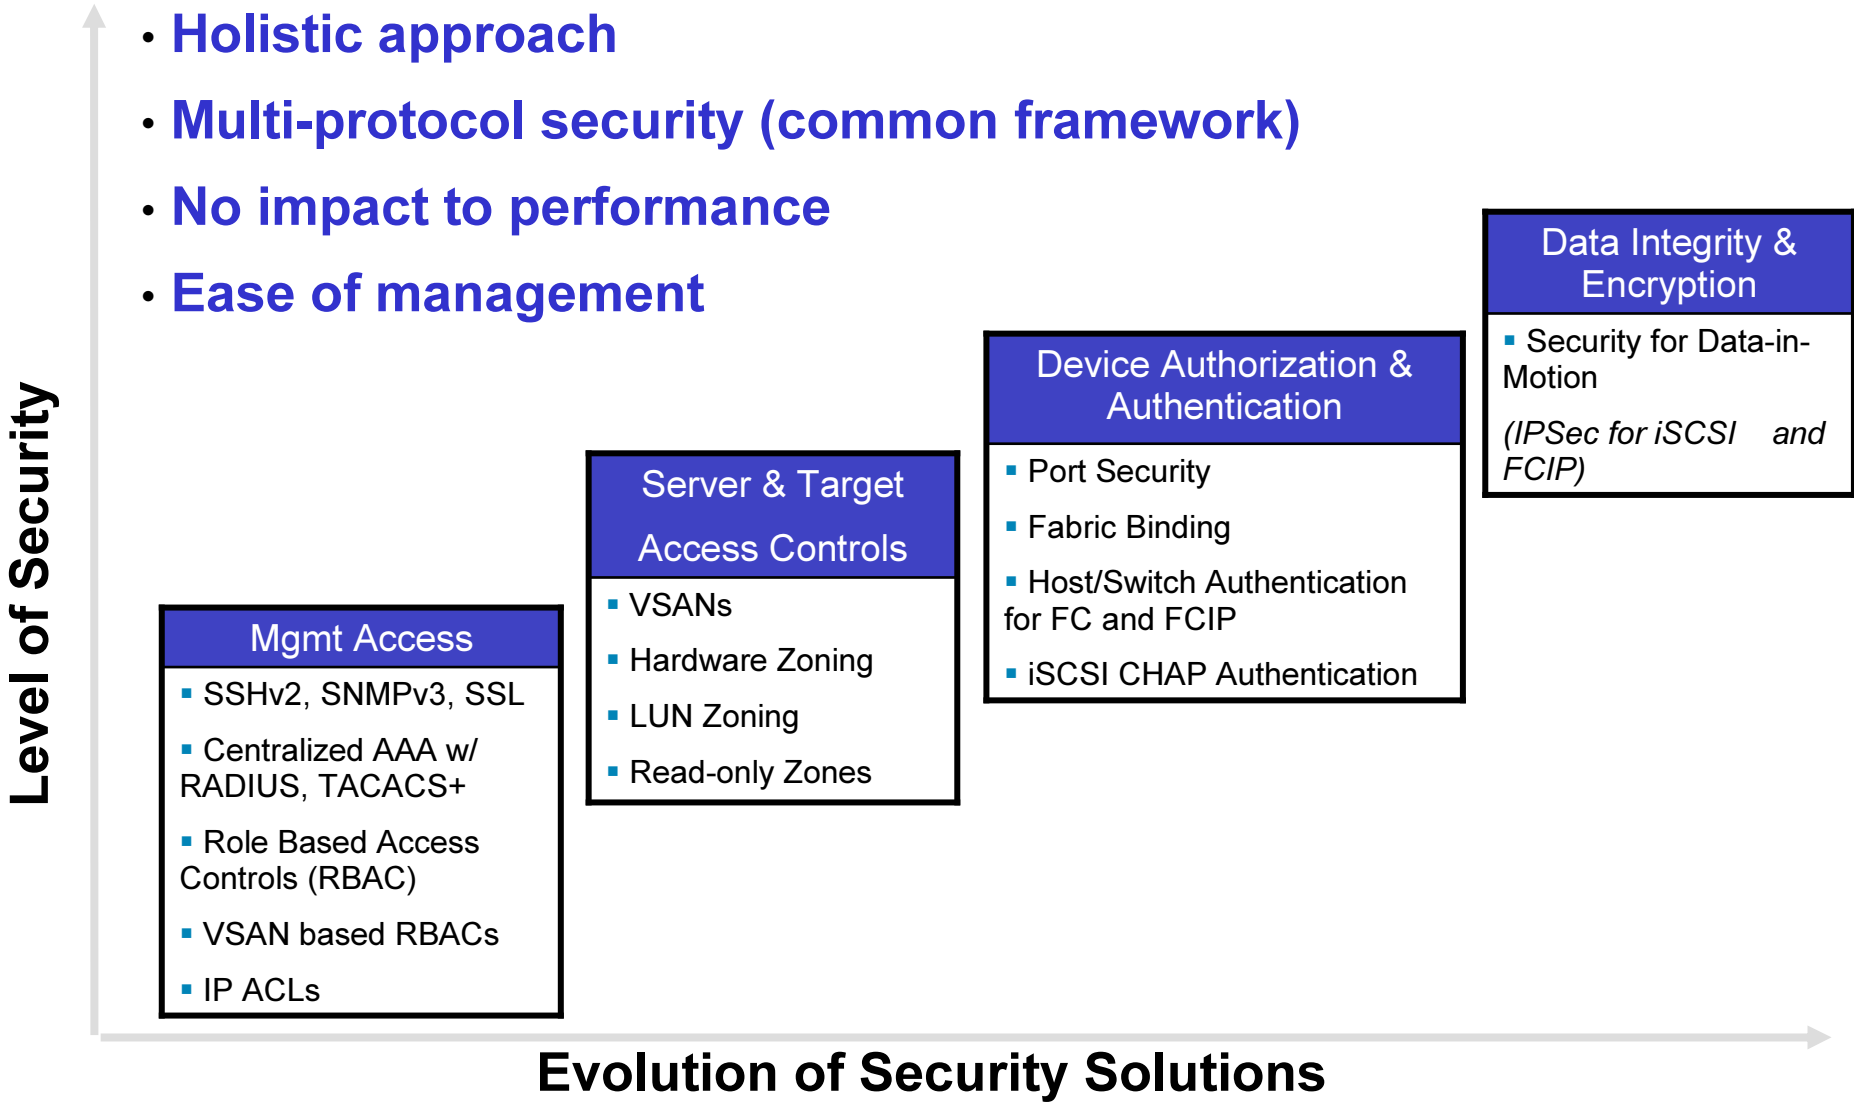 • Holistic approach
• Multi-protocol security (common framework)
• No impact to performance
• Ease of management
Level of Security
Mgmt Access
▪ SSHv2, SNMPv3, SSL
▪ Centralized AAA w/
RADIUS, TACACS+
▪ Role Based Access
Controls (RBAC)
▪ VSAN based RBACs
▪ IP ACLs
Server & Target
Access Controls
▪ VSANs
▪ Hardware Zoning
▪ LUN Zoning
▪ Read-only Zones
Device Authorization &
Authentication
▪ Port Security
▪ Fabric Binding
▪ Host/Switch Authentication
for FC and FCIP
▪ iSCSI CHAP Authentication
Data Integrity &
Encryption
▪ Security for Data-in-
Motion
(IPSec for iSCSI and
FCIP)
Evolution of Security Solutions